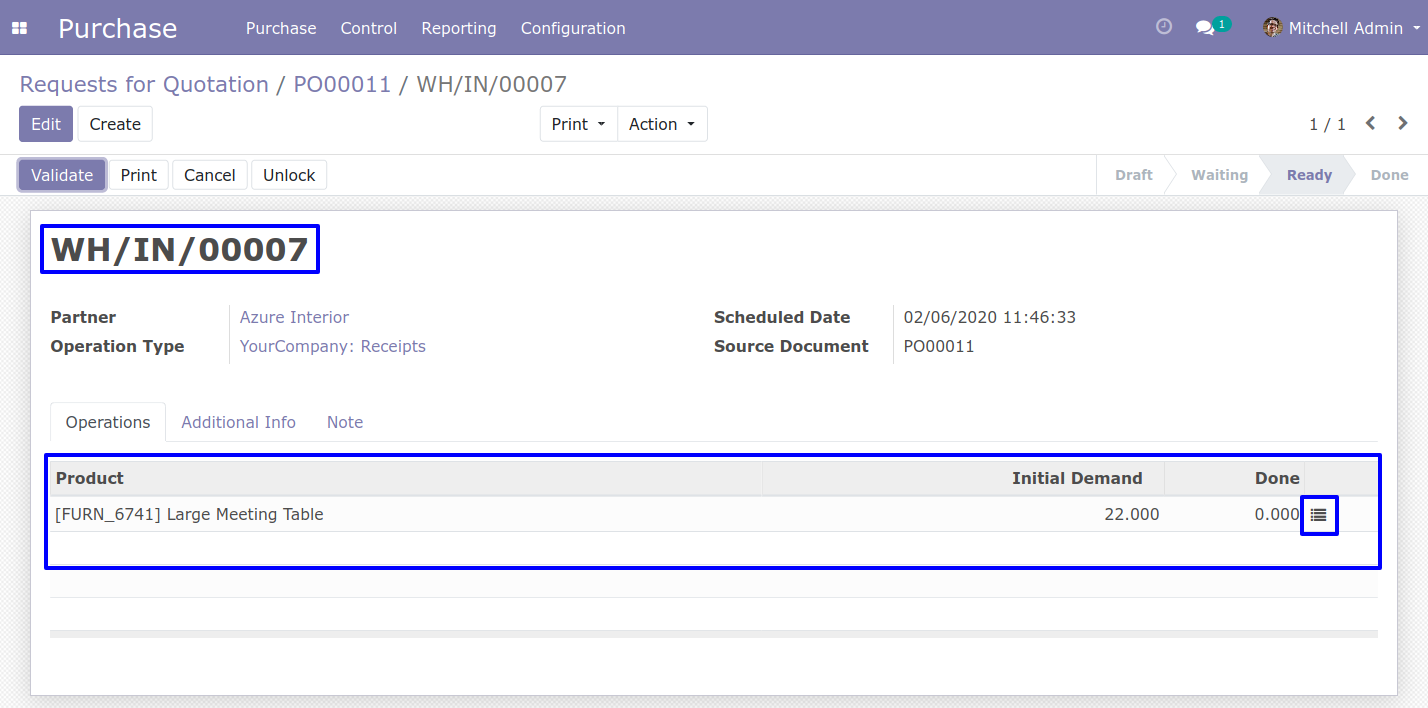 Purchase Purchase Control Reporting Configuration 1 Mitchell Admin
Requests for Quotation / PO00011 / WH/IN/00007
Edit Create Print Action 1 / 1
Validate Print Cancel Unlock Draft Waiting Ready Done
WH/IN/00007
Partner Azure Interior Scheduled Date 02/06/2020 11:46:33
Operation Type YourCompany: Receipts Source Document PO00011
Operations Additional Info Note
Product Initial Demand Done
[FURN_6741] Large Meeting Table 22.000 0.000